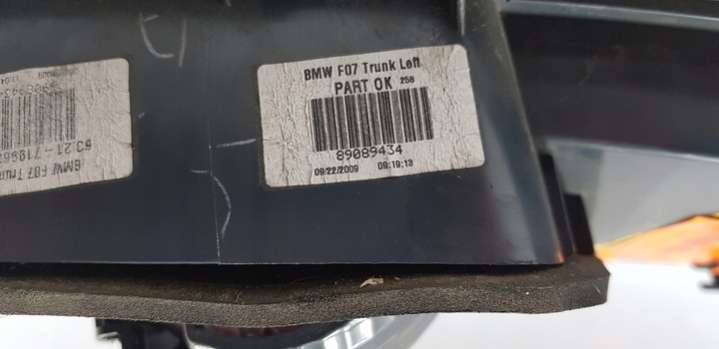 BMW F07 Trunk Left
PART OK 258
89089434
09/22/2009 09:19:13
63.21-71996
BMW F07 Trun